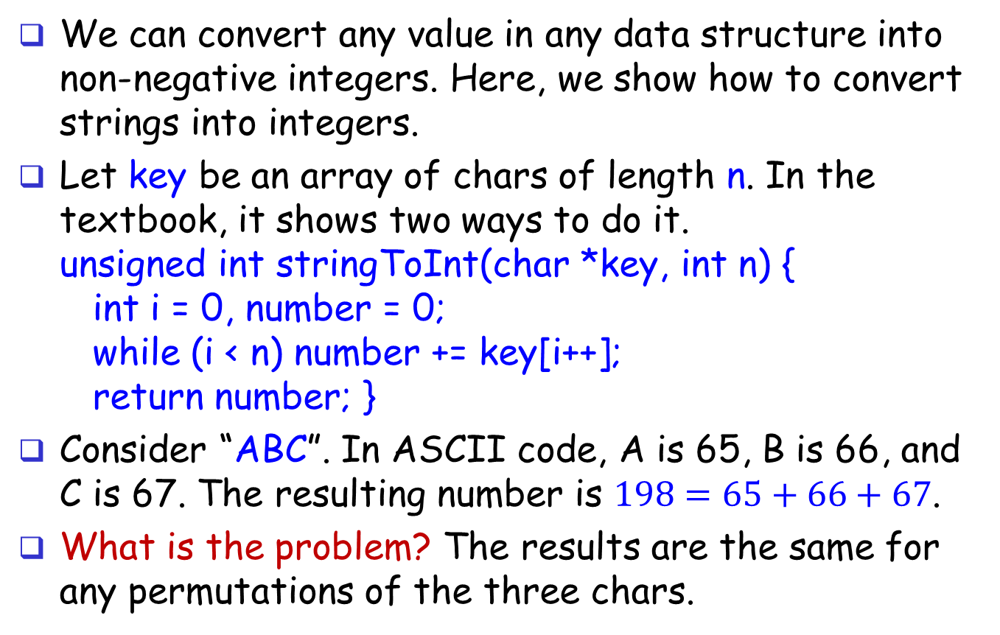 We can convert any value in any data structure into
non-negative integers. Here, we show how to convert
strings into integers.
Let key be an array of chars of length n. In the
textbook, it shows two ways to do it.
unsigned int stringToInt(char *key, int n) {
int i = 0, number = 0;
while (i < n) number += key[i++];
return number; }
Consider “ABC”. In ASCII code, A is 65, B is 66, and
C is 67. The resulting number is 198 = 65 + 66 + 67.
What is the problem? The results are the same for
any permutations of the three chars.